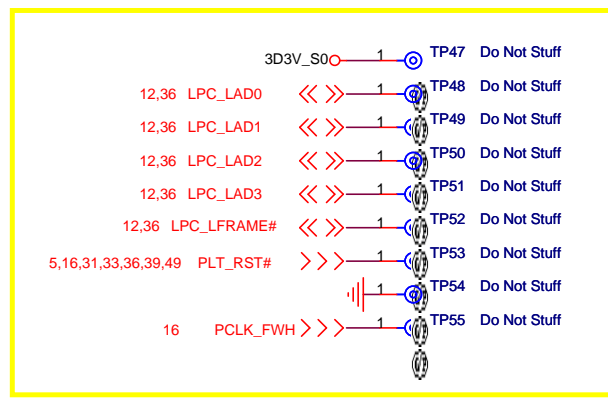 3D3V_S0 1 TP47 Do Not Stuff
12,36 LPC_LAD0 1 TP48 Do Not Stuff
12,36 LPC_LAD1 1 TP49 Do Not Stuff
12,36 LPC_LAD2 1 TP50 Do Not Stuff
12,36 LPC_LAD3 1 TP51 Do Not Stuff
12,36 LPC_LFRAME# 1 TP52 Do Not Stuff
5,16,31,33,36,39,49 PLT_RST# 1 TP53 Do Not Stuff
1 TP54 Do Not Stuff
16 PCLK_FWH 1 TP55 Do Not Stuff